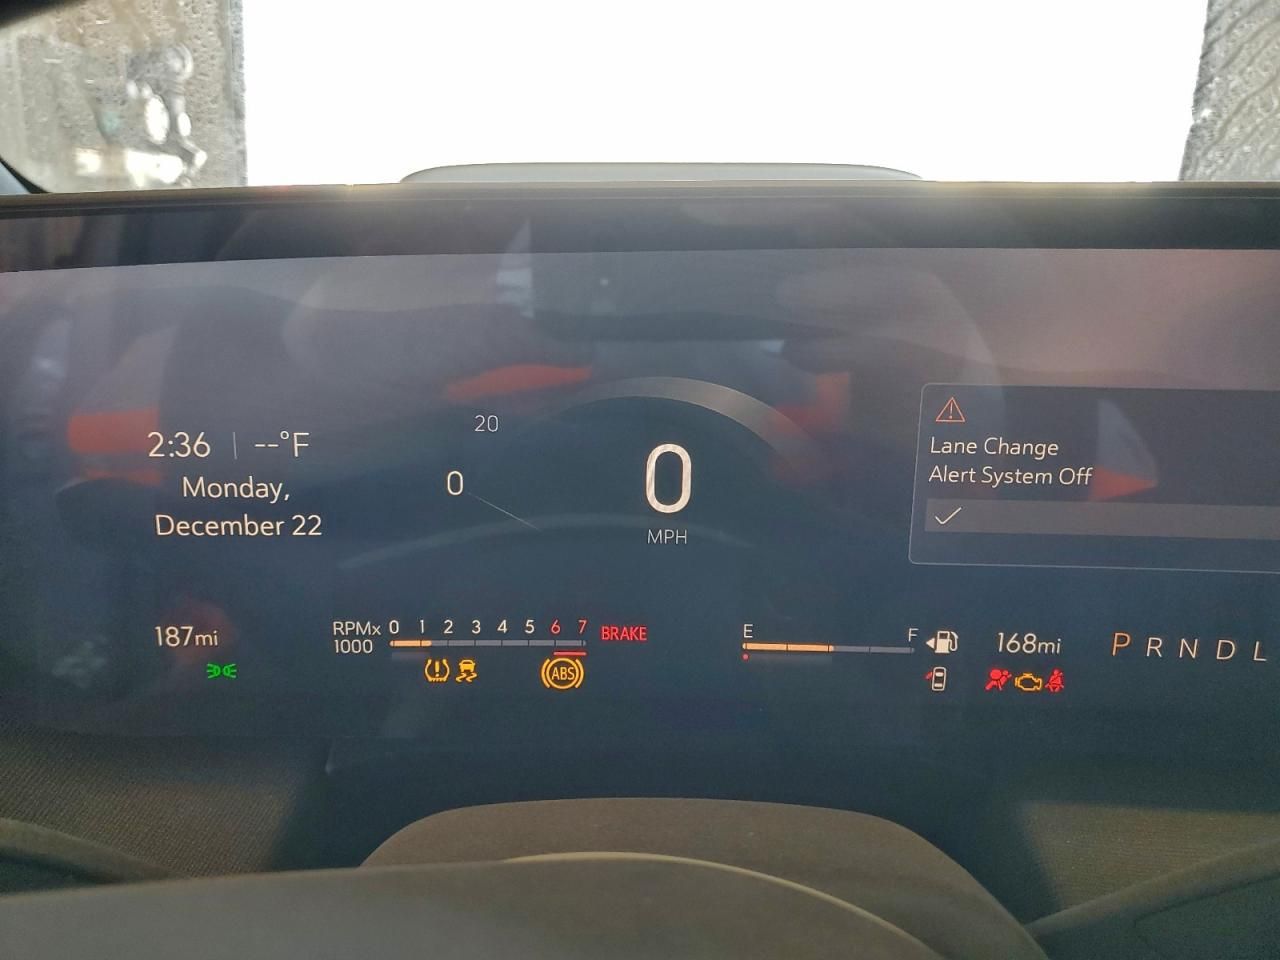 2:36 | --°F
Monday,
December 22
20
0
0
MPH
Lane Change
Alert System Off
187mi
RPMx
1000
0 1 2 3 4 5 6 7
BRAKE
ABS
E F
168mi
P R N D L